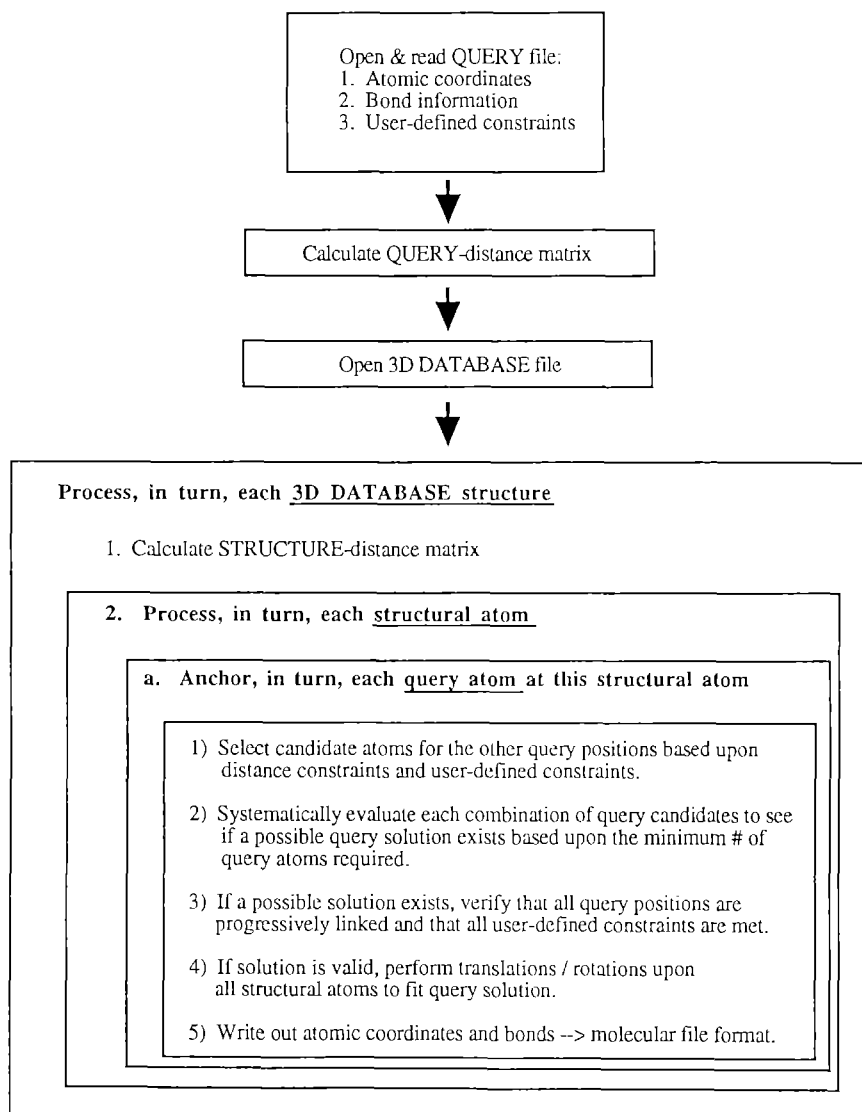 Open & read QUERY file:
1. Atomic coordinates
2. Bond information
3. User-defined constraints
Calculate QUERY-distance matrix
Open 3D DATABASE file
Process, in turn, each 3D DATABASE structure
1. Calculate STRUCTURE-distance matrix
2. Process, in turn, each structural atom
a. Anchor, in turn, each query atom at this structural atom
1) Select candidate atoms for the other query positions based upon
distance constraints and user-defined constraints.
2) Systematically evaluate each combination of query candidates to see
if a possible query solution exists based upon the minimum # of
query atoms required.
3) If a possible solution exists, verify that all query positions are
progressively linked and that all user-defined constraints are met.
4) If solution is valid, perform translations / rotations upon
all structural atoms to fit query solution.
5) Write out atomic coordinates and bonds --> molecular file format.